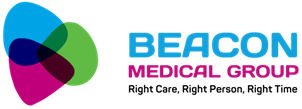 BEACON
MEDICAL GROUP
Right Care, Right Person, Right Time